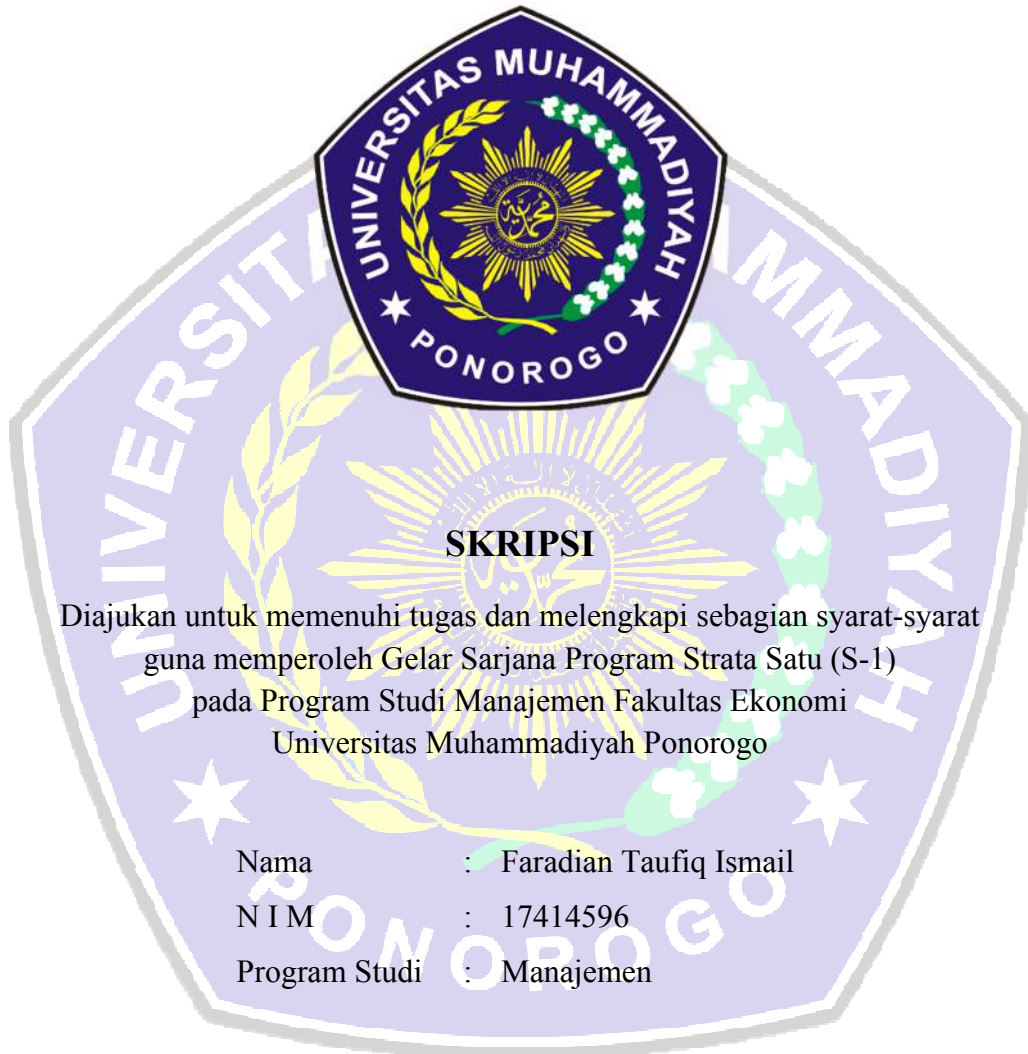 UNIVERSITAS MUHAMMADIYAH
PONOROGO
SKRIPSI
Diajukan untuk memenuhi tugas dan melengkapi sebagian syarat-syarat
guna memperoleh Gelar Sarjana Program Strata Satu (S-1)
pada Program Studi Manajemen Fakultas Ekonomi
Universitas Muhammadiyah Ponorogo
Nama : Faradian Taufiq Ismail
N I M : 17414596
Program Studi : Manajemen